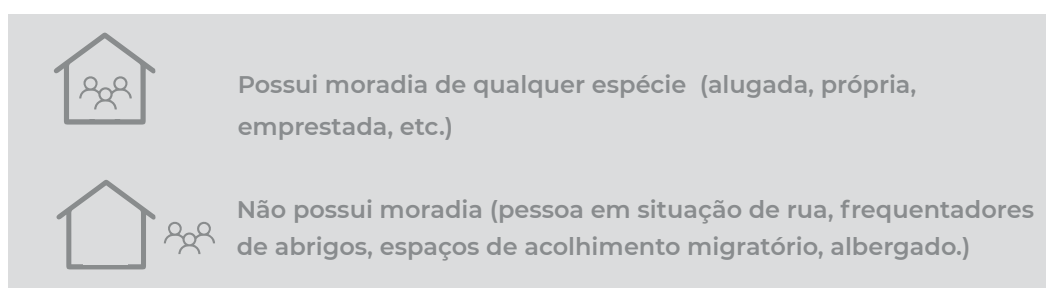 Possui moradia de qualquer espécie (alugada, própria,
emprestada, etc.)
Não possui moradia (pessoa em situação de rua, frequentadores
de abrigos, espaços de acolhimento migratório, albergado.)